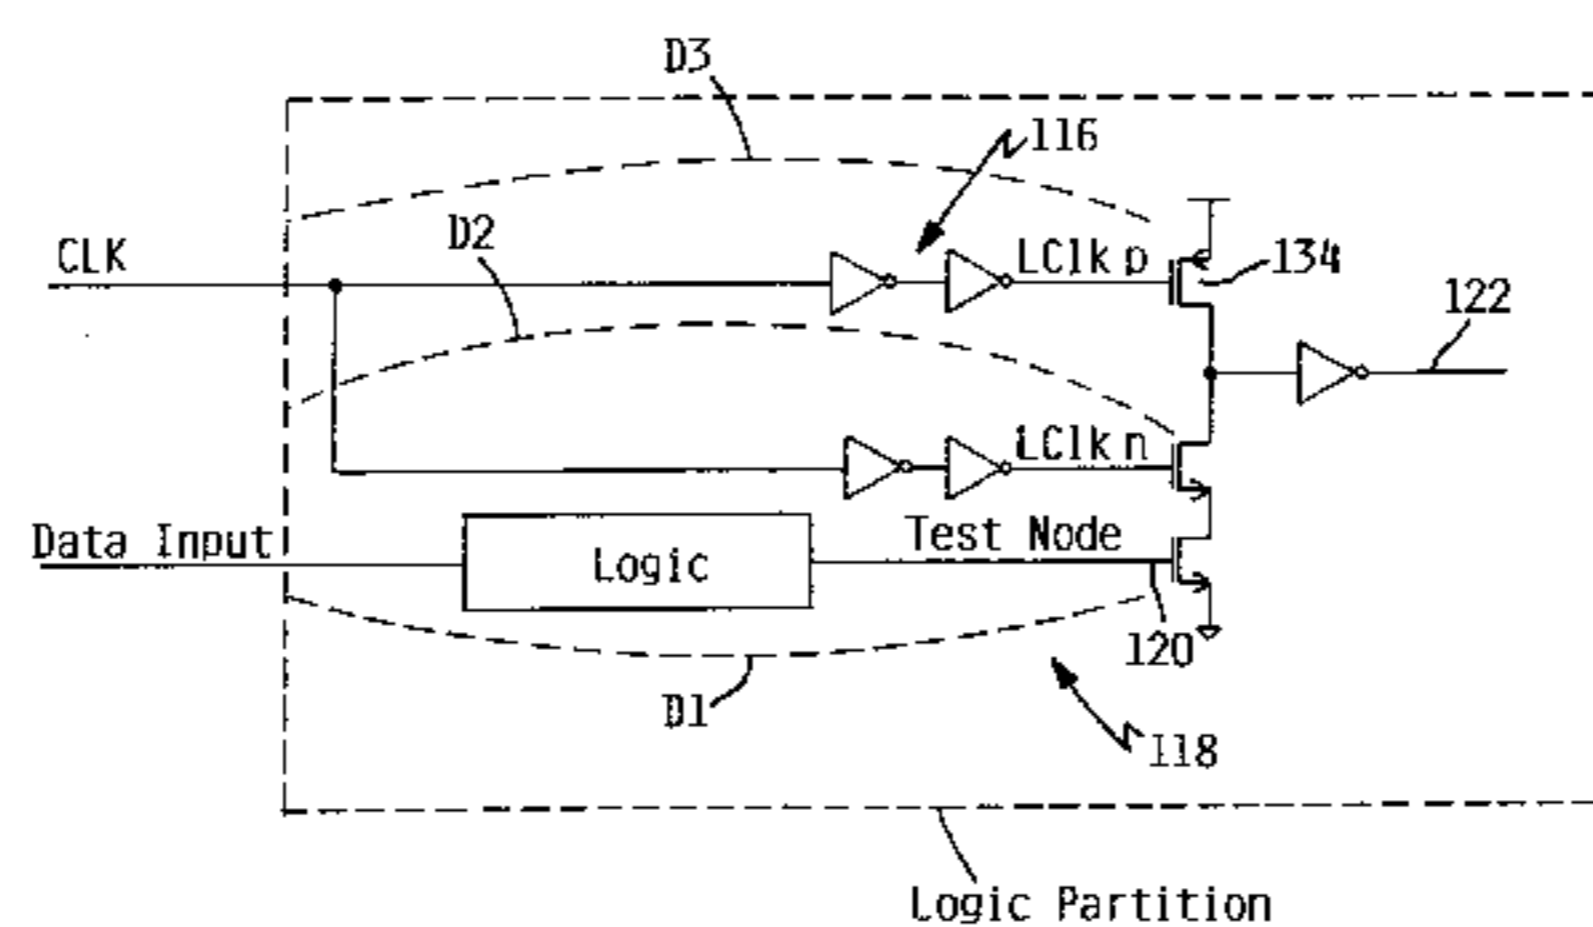 D3
116
D2
CLK
LClk p
134
122
LClk n
Data Input
Logic
Test Node
120
D1
118
Logic Partition